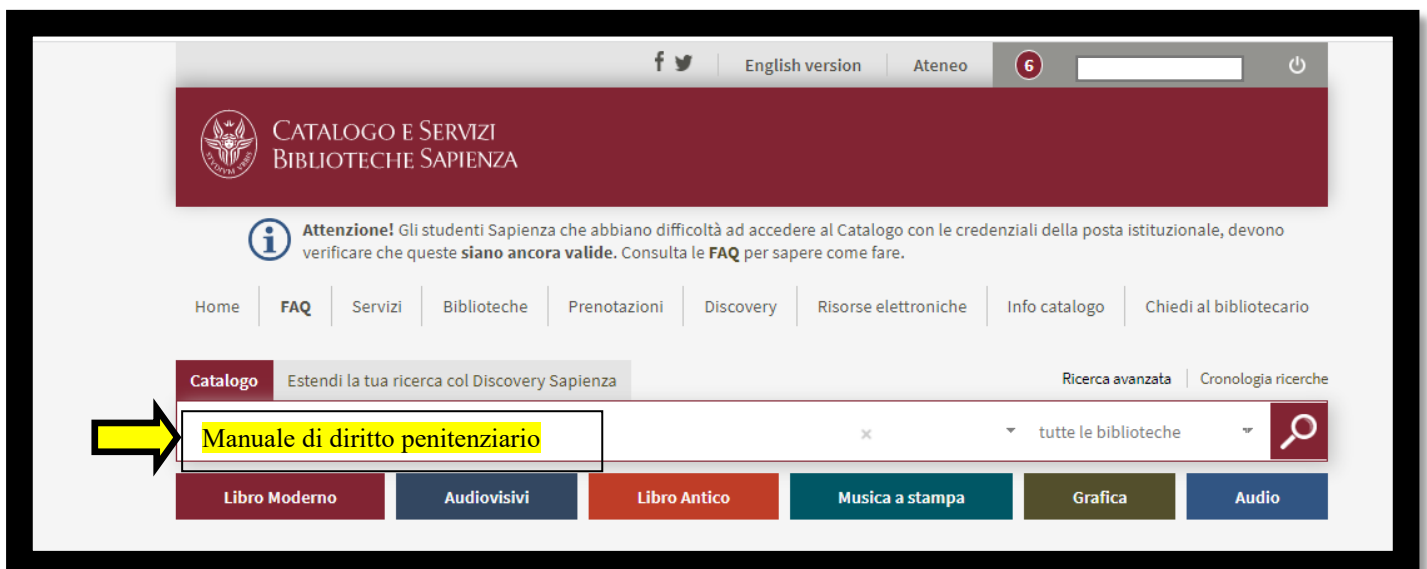 English version
Ateneo
6
CATALOGO E SERVIZI
BIBLIOTECHE SAPIENZA
Attenzione! Gli studenti Sapienza che abbiano difficoltà ad accedere al Catalogo con le credenziali della posta istituzionale, devono
verificare che queste siano ancora valide. Consulta le FAQ per sapere come fare.
Home FAQ Servizi Biblioteche Prenotazioni Discovery Risorse elettroniche Info catalogo Chiedi al bibliotecario
Catalogo Estendi la tua ricerca col Discovery Sapienza Ricerca avanzata Cronologia ricerche
Manuale di diritto penitenziario tutte le biblioteche
Libro Moderno Audiovisivi Libro Antico Musica a stampa Grafica Audio